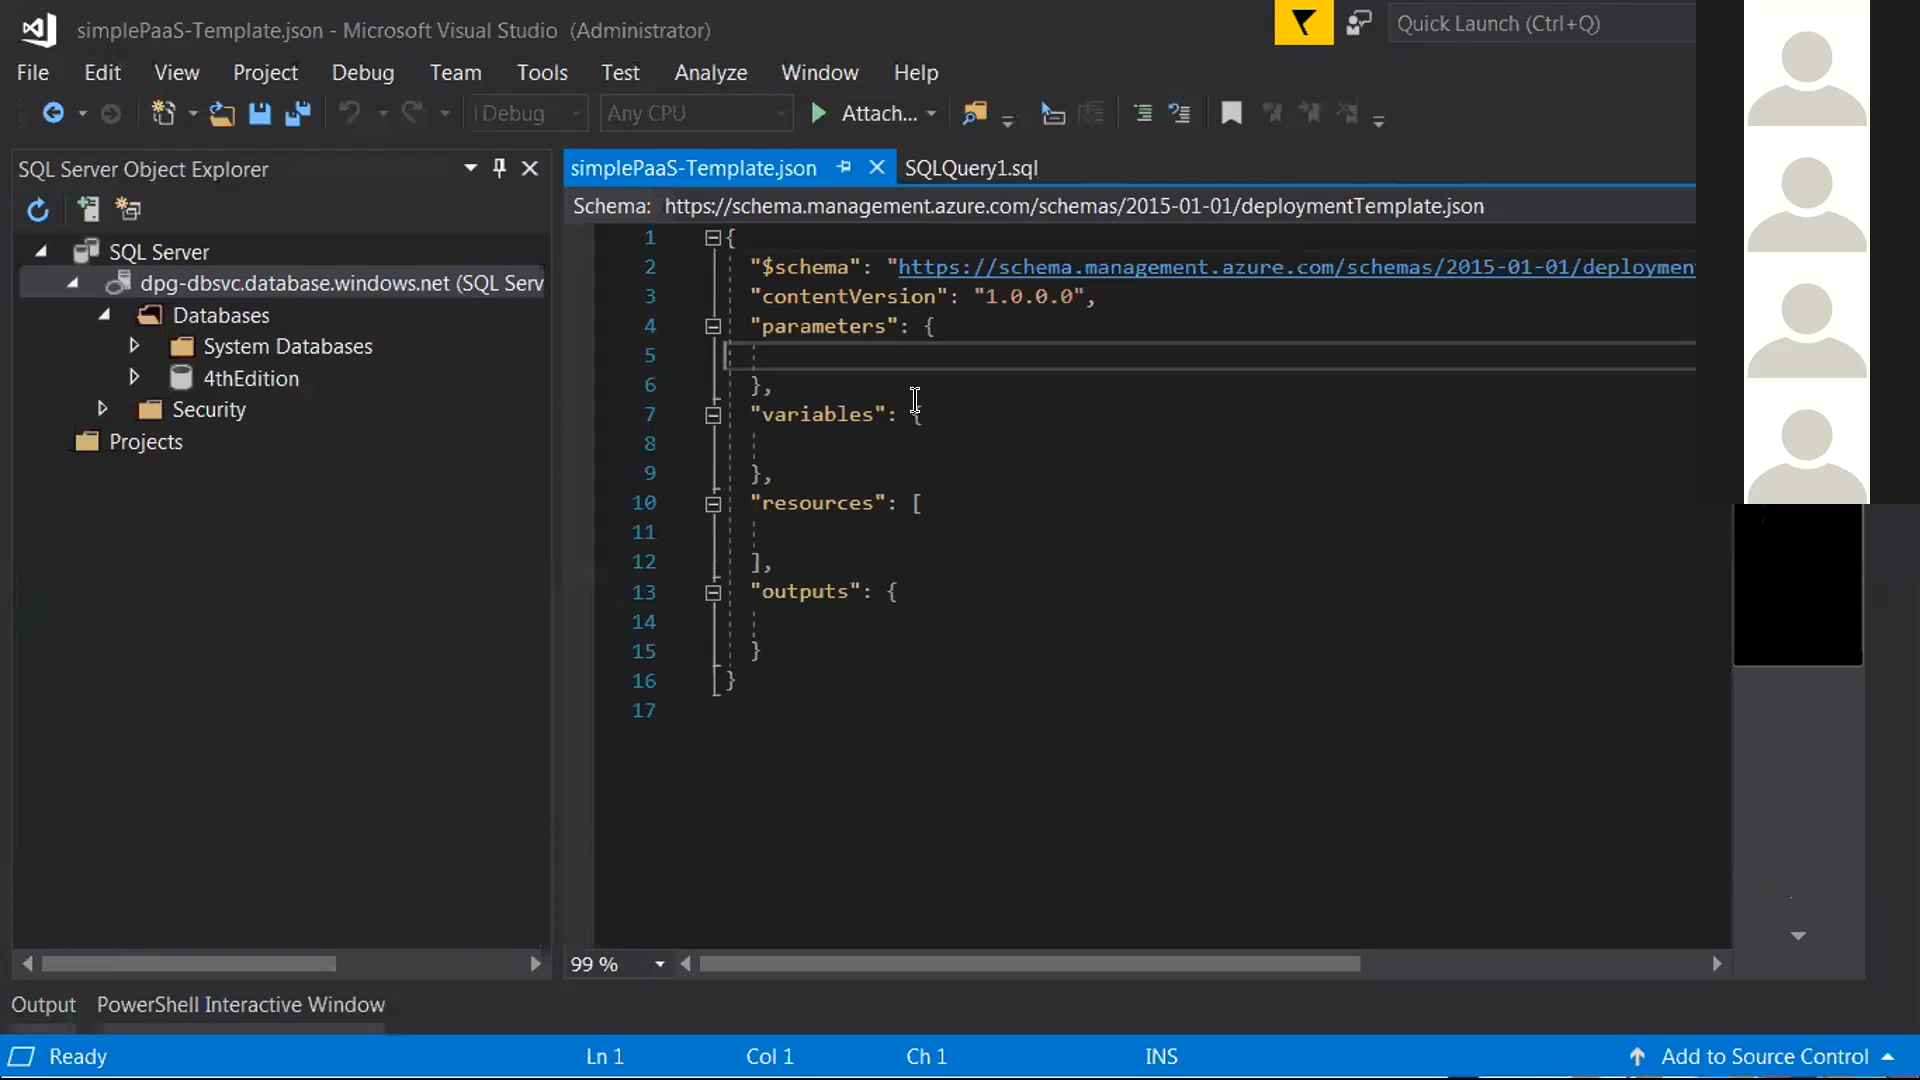 simplePaaS-Template.json - Microsoft Visual Studio (Administrator)
Quick Launch (Ctrl+Q)
File Edit View Project Debug Team Tools Test Analyze Window Help
Debug Any CPU Attach...
SQL Server Object Explorer
simplePaaS-Template.json SQLQuery1.sql
Schema: https://schema.management.azure.com/schemas/2015-01-01/deploymentTemplate.json
SQL Server
dpg-dbsvc.database.windows.net (SQL Serv
Databases
System Databases
4thEdition
Security
Projects
1 {
2 "$schema": "https://schema.management.azure.com/schemas/2015-01-01/deploymen
3 "contentVersion": "1.0.0.0",
4 "parameters": {
5
6 },
7 "variables": {
8
9 },
10 "resources": [
11
12 ],
13 "outputs": {
14
15 }
16 }
17
99 %
Output PowerShell Interactive Window
Ready Ln 1 Col 1 Ch 1 INS Add to Source Control